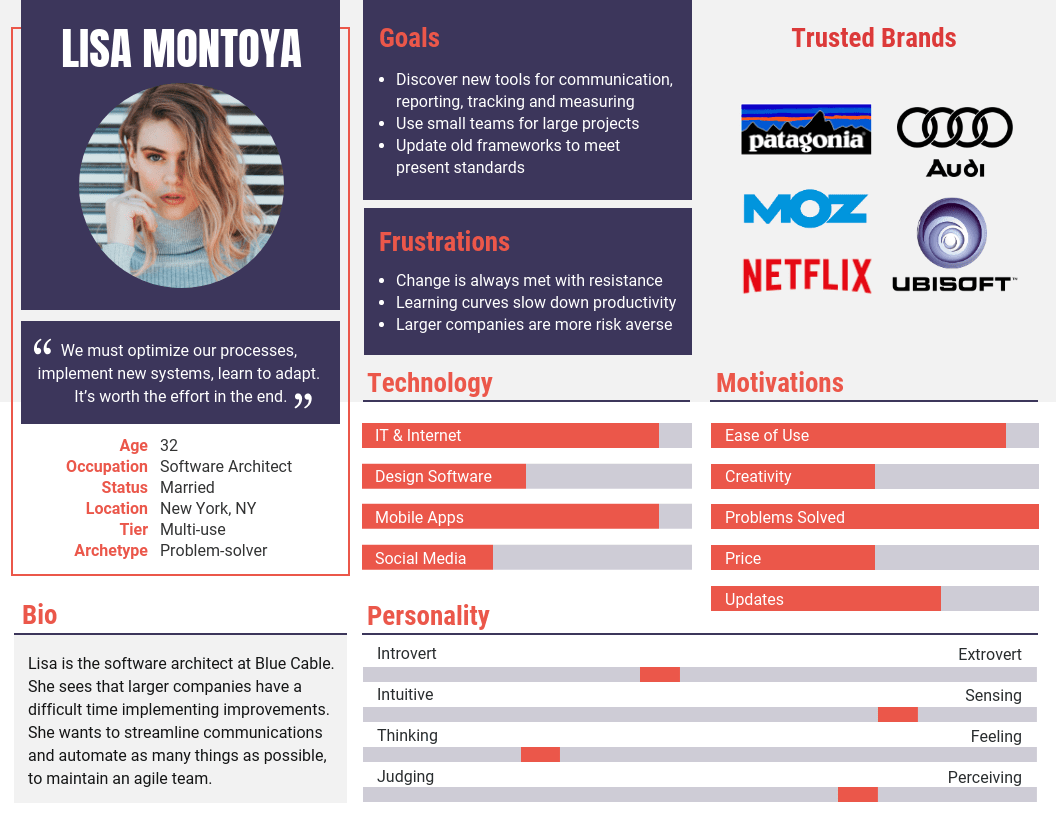 LISA MONTOYA
“ We must optimize our processes,
implement new systems, learn to adapt.
It’s worth the effort in the end. ”
Age 32
Occupation Software Architect
Status Married
Location New York, NY
Tier Multi-use
Archetype Problem-solver
Bio
Lisa is the software architect at Blue Cable.
She sees that larger companies have a
difficult time implementing improvements.
She wants to streamline communications
and automate as many things as possible,
to maintain an agile team.
Goals
• Discover new tools for communication,
reporting, tracking and measuring
• Use small teams for large projects
• Update old frameworks to meet
present standards
Frustrations
• Change is always met with resistance
• Learning curves slow down productivity
• Larger companies are more risk averse
Trusted Brands
patagonia
Audi
MOZ
UBISOFT™
NETFLIX
Technology
IT & Internet
Design Software
Mobile Apps
Social Media
Motivations
Ease of Use
Creativity
Problems Solved
Price
Updates
Personality
Introvert Extrovert
Intuitive Sensing
Thinking Feeling
Judging Perceiving